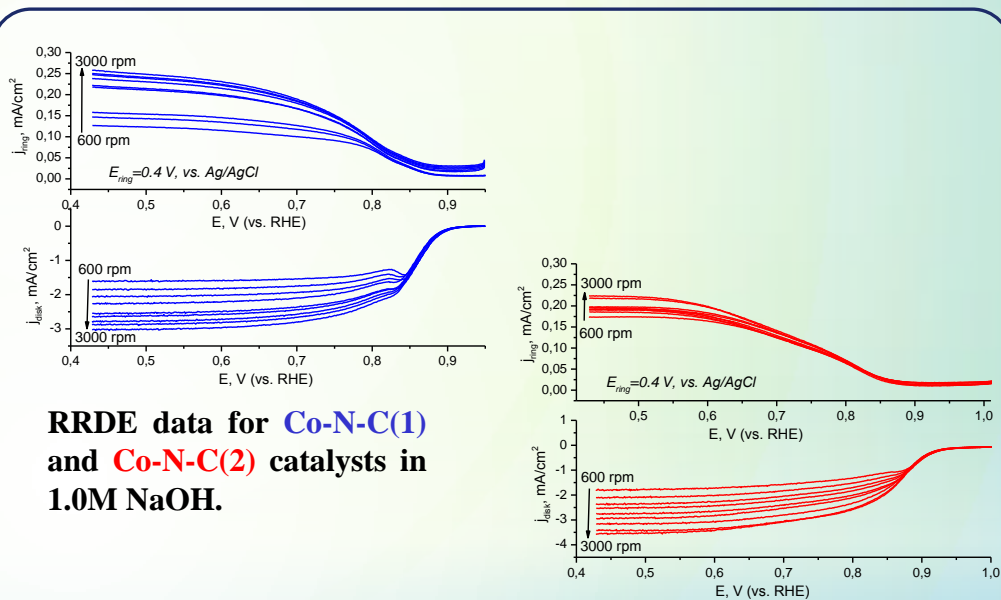 0,30
3000 rpm
0,25
0,20
0,15
0,10
600 rpm
0,05
0,00
E_ring=0.4 V, vs. Ag/AgCl
j_ring, mA/cm²
0,4 0,5 0,6 0,7 0,8 0,9
E, V (vs. RHE)
0
600 rpm
-1
-2
-3
3000 rpm
j_disk, mA/cm²
0,4 0,5 0,6 0,7 0,8 0,9
E, V (vs. RHE)
RRDE data for Co-N-C(1)
and Co-N-C(2) catalysts in
1.0M NaOH.
0,30
3000 rpm
0,25
0,20
0,15
600 rpm
0,10
0,05
0,00
E_ring=0.4 V, vs. Ag/AgCl
j_ring, mA/cm²
0,4 0,5 0,6 0,7 0,8 0,9 1,0
E, V (vs. RHE)
0
-1
600 rpm
-2
-3
3000 rpm
-4
j_disk, mA/cm²
0,4 0,5 0,6 0,7 0,8 0,9 1,0
E, V (vs. RHE)